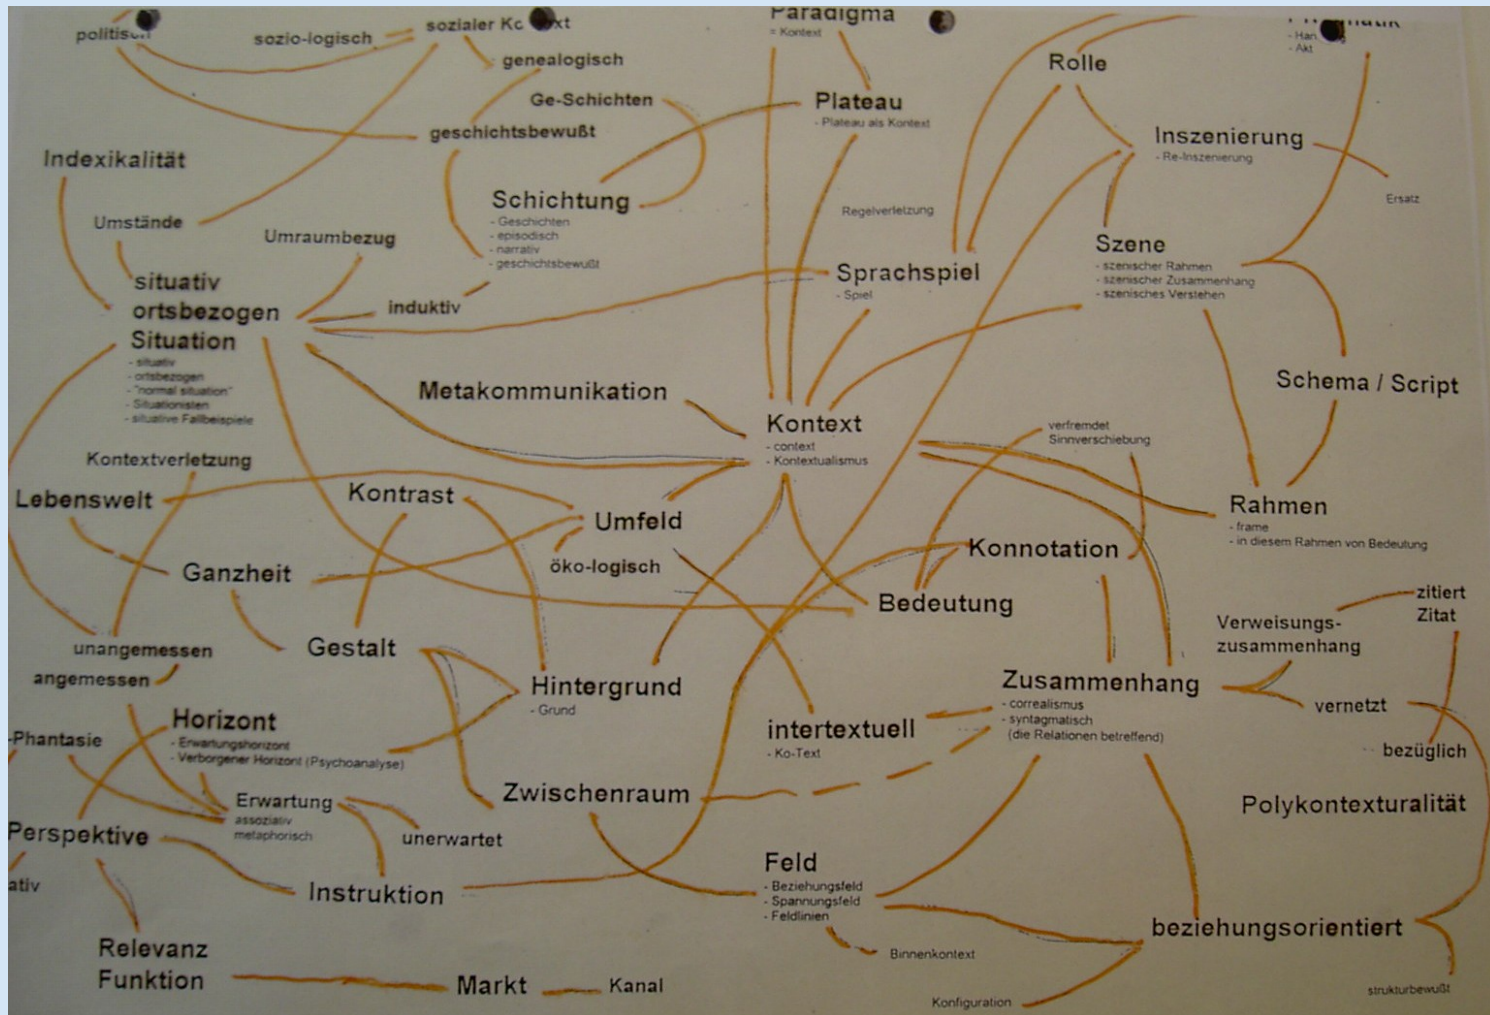 Paradigma
= Kontext
sozio-logisch
sozialer
genealogisch
Ge-Schichten
geschichtsbewußt
Rolle
- Akt
Plateau
- Plateau als Kontext
Inszenierung
- Re-Inszenierung
Ersatz
Indexikalität
Umstände
Umraumbezug
Schichtung
- Geschichten
- episodisch
- narrativ
- geschichtsbewußt
Regelverletzung
Szene
- szenischer Rahmen
- szenischer Zusammenhang
- szenisches Verstehen
Sprachspiel
- Spiel
situativ
ortsbezogen
Situation
- situativ
- ortsbezogen
- "normal situation"
- Situationisten
- situative Fallbeispiele
induktiv
Metakommunikation
Schema / Script
Kontext
- context
- Kontextualismus
verfremdet
Sinnverschiebung
Kontextverletzung
Lebenswelt
Kontrast
Umfeld
öko-logisch
Rahmen
- frame
- in diesem Rahmen von Bedeutung
Konnotation
Ganzheit
Bedeutung
zitiert
Zitat
Verweisungs-
zusammenhang
unangemessen
angemessen
Gestalt
Hintergrund
- Grund
Zusammenhang
- correalismus
- syntagmatisch
(die Relationen betreffend)
vernetzt
bezüglich
Horizont
- Erwartungshorizont
- Verborgener Horizont (Psychoanalyse)
-Phantasie
intertextuell
- Ko-Text
Zwischenraum
Erwartung
assoziativ
metaphorisch
unerwartet
Polykontexturalität
Perspektive
Instruktion
Feld
- Beziehungsfeld
- Spannungsfeld
- Feldlinien
Binnenkontext
beziehungsorientiert
Relevanz
Funktion
Markt
Kanal
Konfiguration
strukturbewußt